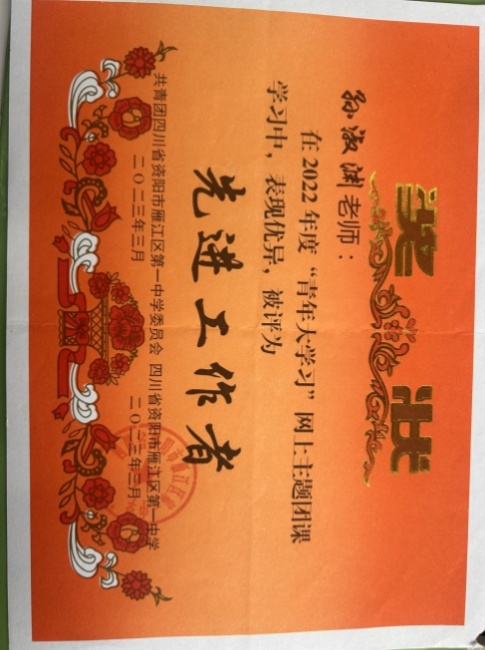 奖状
孙淑渊老师：
在2022年度“青年大学习”网上主题团课
学习中，表现优异，被评为
先进工作者
共青团四川省资阳市雁江区第一中学委员会 四川省资阳市雁江区第一中学
二〇二三年三月 二〇二三年三月